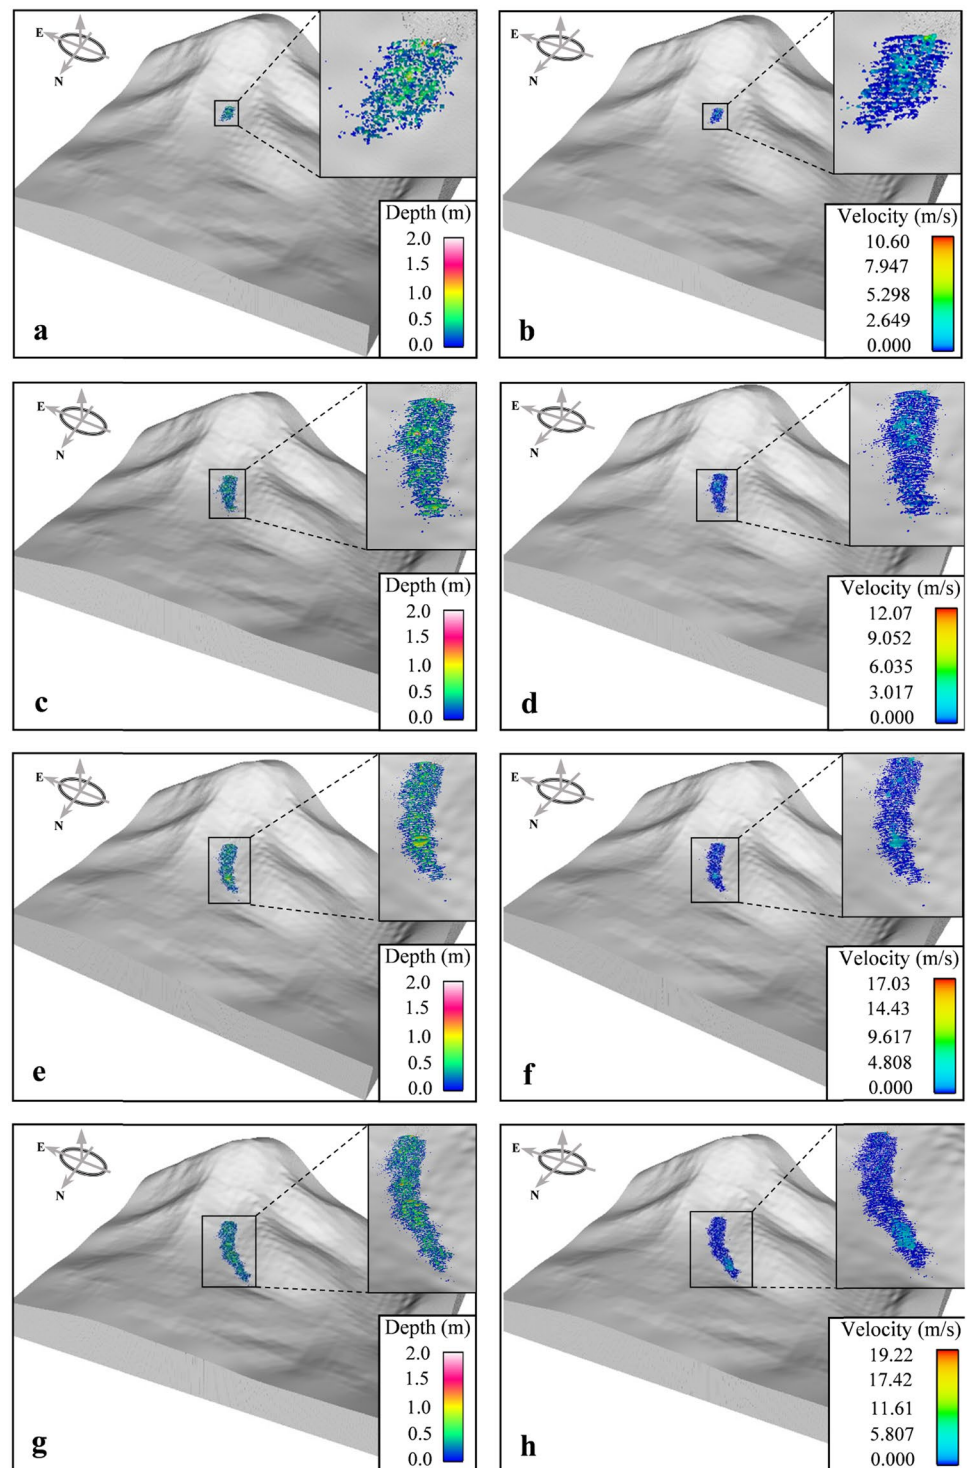 E
N
Depth (m)
2.0
1.5
1.0
0.5
0.0
a
E
N
Velocity (m/s)
10.60
7.947
5.298
2.649
0.000
b
E
N
Depth (m)
2.0
1.5
1.0
0.5
0.0
c
E
N
Velocity (m/s)
12.07
9.052
6.035
3.017
0.000
d
E
N
Depth (m)
2.0
1.5
1.0
0.5
0.0
e
E
N
Velocity (m/s)
17.03
14.43
9.617
4.808
0.000
f
E
N
Depth (m)
2.0
1.5
1.0
0.5
0.0
g
E
N
Velocity (m/s)
19.22
17.42
11.61
5.807
0.000
h